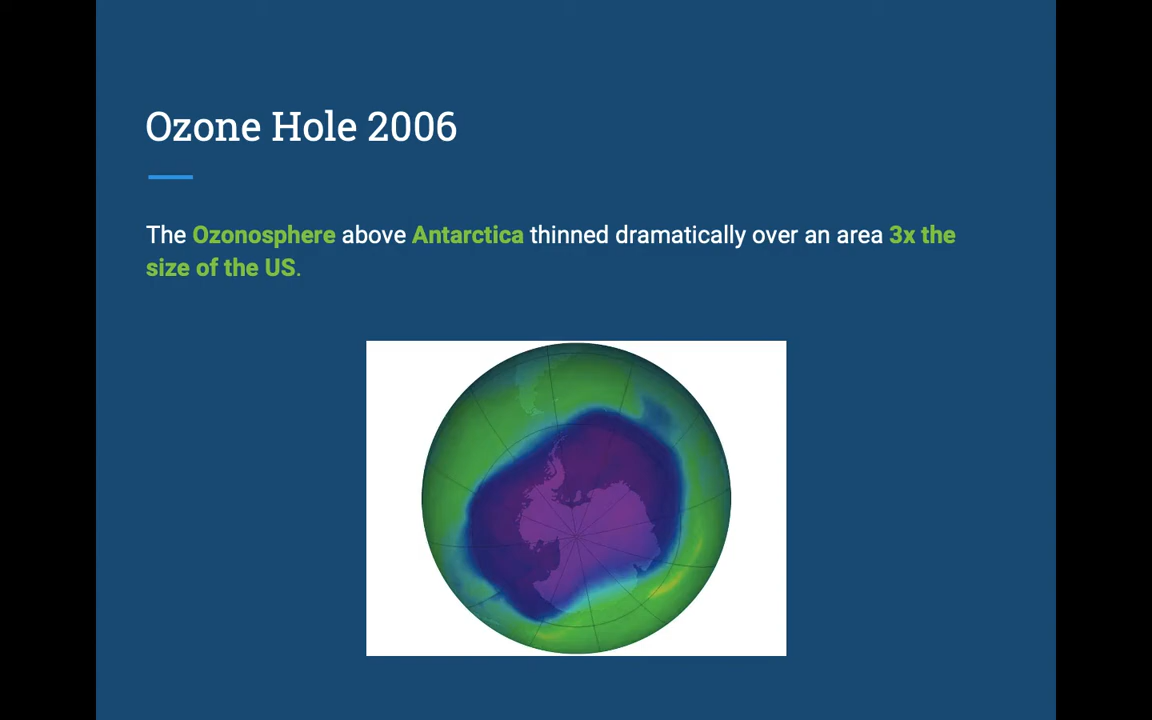 Ozone Hole 2006
The Ozonosphere above Antarctica thinned dramatically over an area 3x the
size of the US.